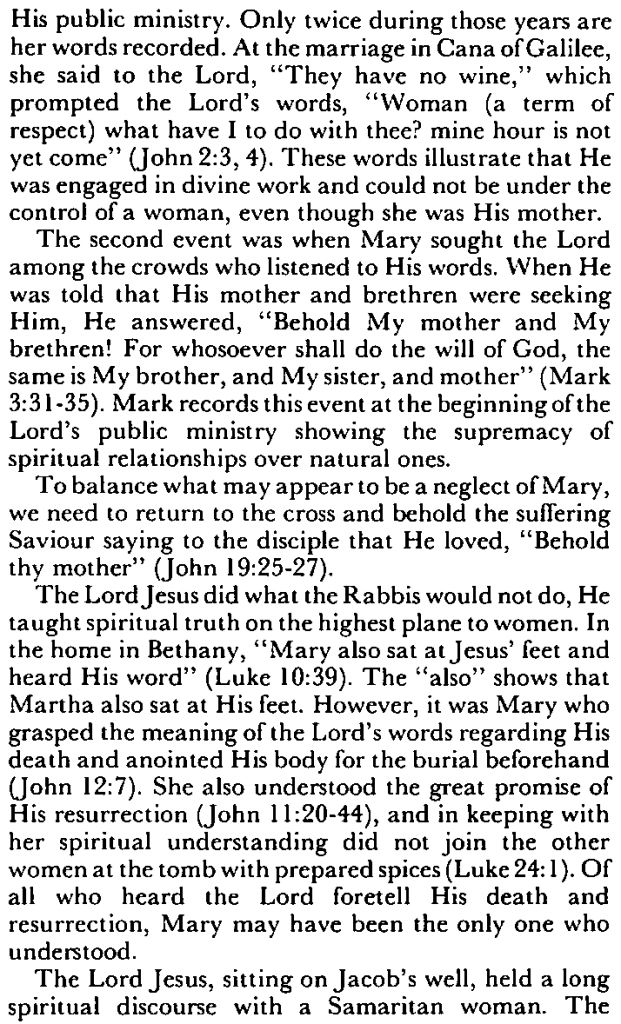 His public ministry. Only twice during those years are
her words recorded. At the marriage in Cana of Galilee,
she said to the Lord, “They have no wine,” which
prompted the Lord’s words, “Woman (a term of
respect) what have I to do with thee? mine hour is not
yet come” (John 2:3, 4). These words illustrate that He
was engaged in divine work and could not be under the
control of a woman, even though she was His mother.
The second event was when Mary sought the Lord
among the crowds who listened to His words. When He
was told that His mother and brethren were seeking
Him, He answered, “Behold My mother and My
brethren! For whosoever shall do the will of God, the
same is My brother, and My sister, and mother” (Mark
3:31-35). Mark records this event at the beginning of the
Lord’s public ministry showing the supremacy of
spiritual relationships over natural ones.
To balance what may appear to be a neglect of Mary,
we need to return to the cross and behold the suffering
Saviour saying to the disciple that He loved, “Behold
thy mother” (John 19:25-27).
The Lord Jesus did what the Rabbis would not do, He
taught spiritual truth on the highest plane to women. In
the home in Bethany, “Mary also sat at Jesus’ feet and
heard His word” (Luke 10:39). The “also” shows that
Martha also sat at His feet. However, it was Mary who
grasped the meaning of the Lord’s words regarding His
death and anointed His body for the burial beforehand
(John 12:7). She also understood the great promise of
His resurrection (John 11:20-44), and in keeping with
her spiritual understanding did not join the other
women at the tomb with prepared spices (Luke 24:1). Of
all who heard the Lord foretell His death and
resurrection, Mary may have been the only one who
understood.
The Lord Jesus, sitting on Jacob’s well, held a long
spiritual discourse with a Samaritan woman. The